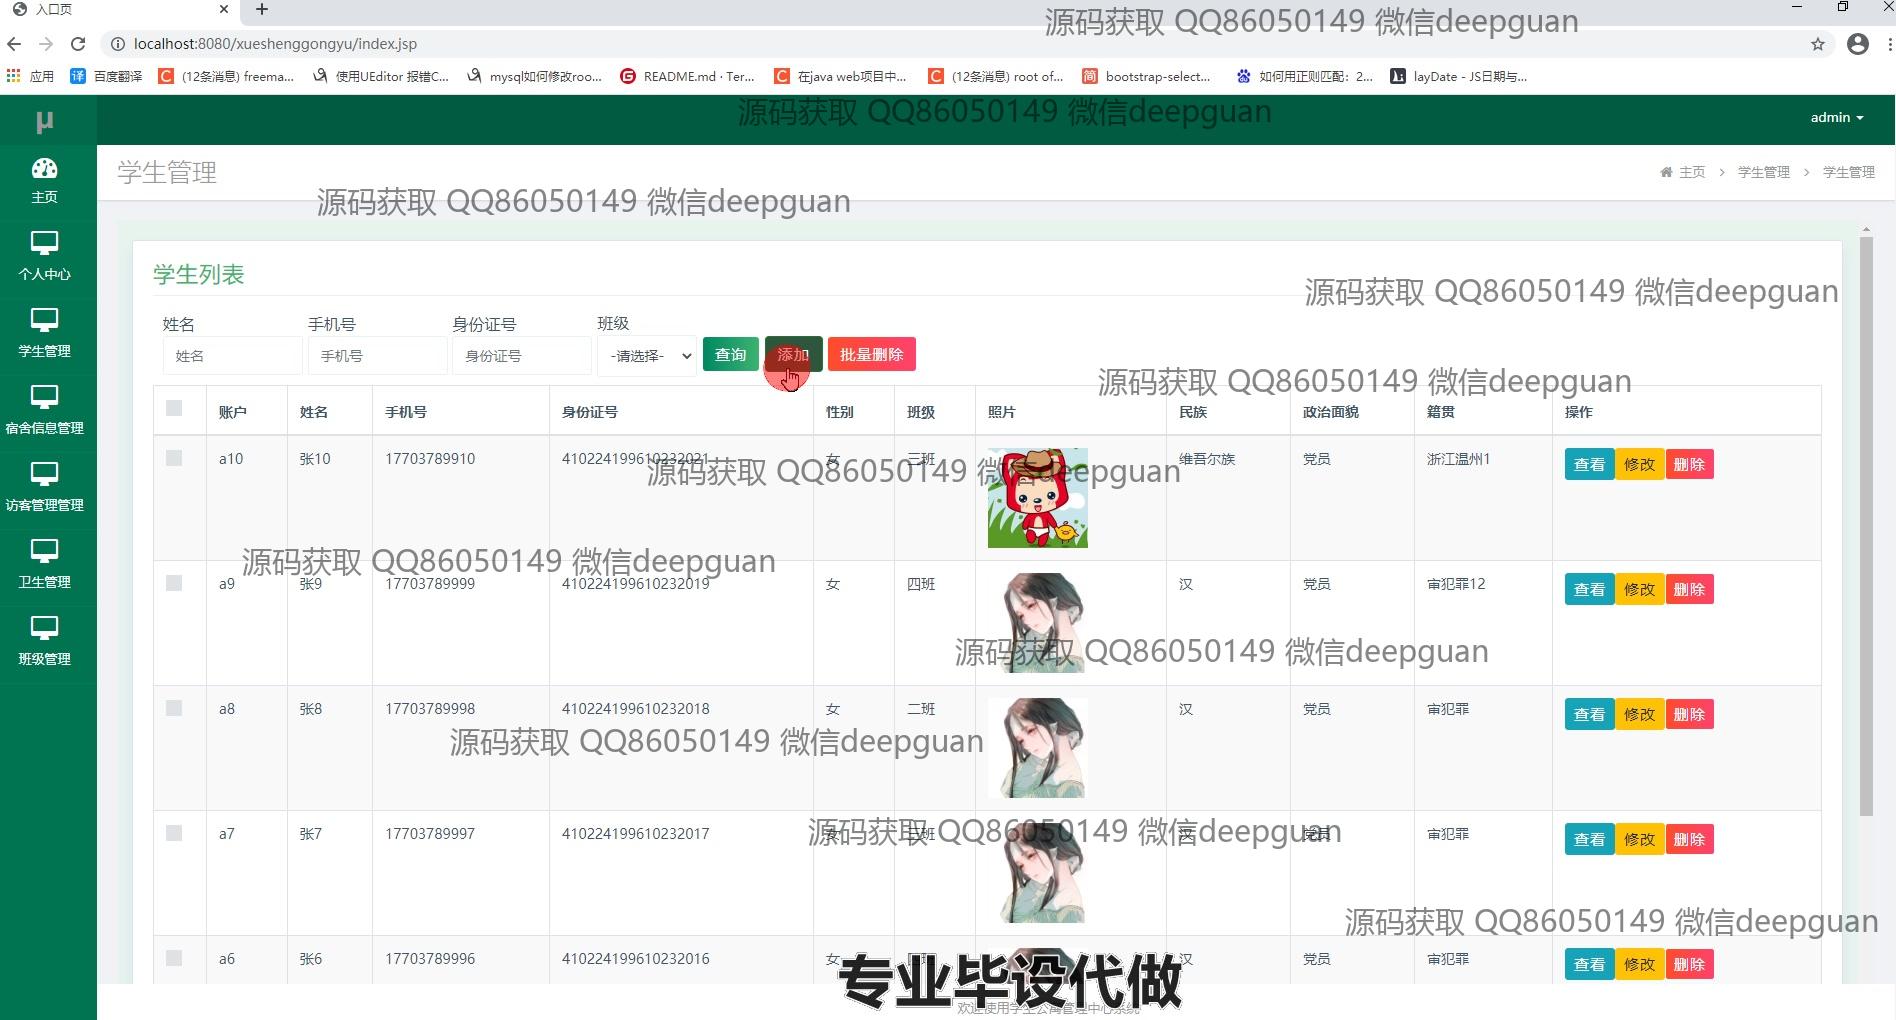 入口页
源码获取 QQ86050149 微信deepguan
localhost:8080/xueshenggongyu/index.jsp
应用 百度翻译 (12条消息) freema... 使用UEditor 报错C... mysql如何修改roo... README.md · Ter... 在java web项目中... (12条消息) root of... bootstrap-select... 如何用正则匹配：2... layDate - JS日期与...
源码获取 QQ86050149 微信deepguan
μ
admin
主页
个人中心
学生管理
宿舍信息管理
访客管理管理
卫生管理
班级管理
学生管理
主页 > 学生管理 > 学生管理
源码获取 QQ86050149 微信deepguan
学生列表
源码获取 QQ86050149 微信deepguan
姓名 手机号 身份证号 班级
姓名 手机号 身份证号 -请选择- 查询 添加 批量删除
源码获取 QQ86050149 微信deepguan
账户 姓名 手机号 身份证号 性别 班级 照片 民族 政治面貌 籍贯 操作
a10 张10 17703789910 410224199610232021 女 三班 维吾尔族 党员 浙江温州1 查看 修改 删除
源码获取 QQ86050149 微信deepguan
源码获取 QQ86050149 微信deepguan
a9 张9 17703789999 410224199610232019 女 四班 汉 党员 审犯罪12 查看 修改 删除
源码获取 QQ86050149 微信deepguan
a8 张8 17703789998 410224199610232018 女 二班 汉 党员 审犯罪 查看 修改 删除
源码获取 QQ86050149 微信deepguan
a7 张7 17703789997 410224199610232017 女 班 汉 党员 审犯罪 查看 修改 删除
源码获取 QQ86050149 微信deepguan
源码获取 QQ86050149 微信deepguan
a6 张6 17703789996 410224199610232016 女 汉 党员 审犯罪 查看 修改 删除
专业毕设代做
欢迎使用学生公寓管理中心系统